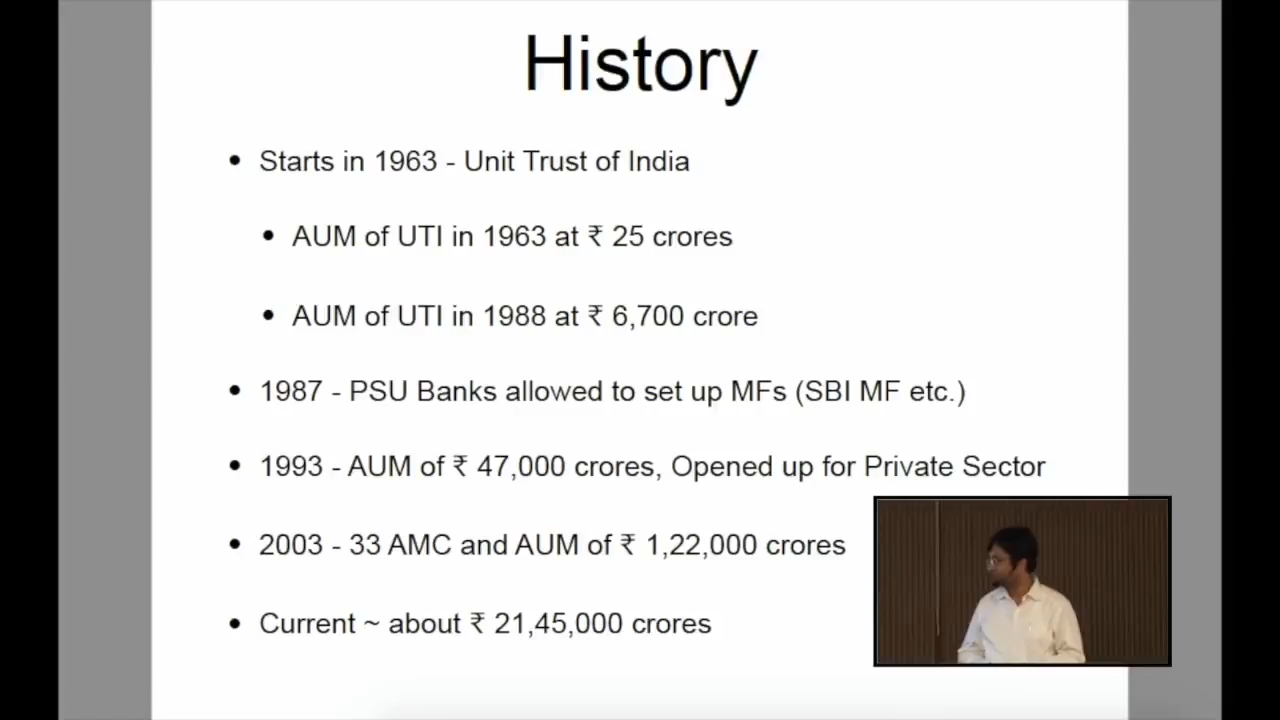 History
Starts in 1963 - Unit Trust of India
AUM of UTI in 1963 at ₹ 25 crores
AUM of UTI in 1988 at ₹ 6,700 crore
1987 - PSU Banks allowed to set up MFs (SBI MF etc.)
1993 - AUM of ₹ 47,000 crores, Opened up for Private Sector
2003 - 33 AMC and AUM of ₹ 1,22,000 crores
Current ~ about ₹ 21,45,000 crores